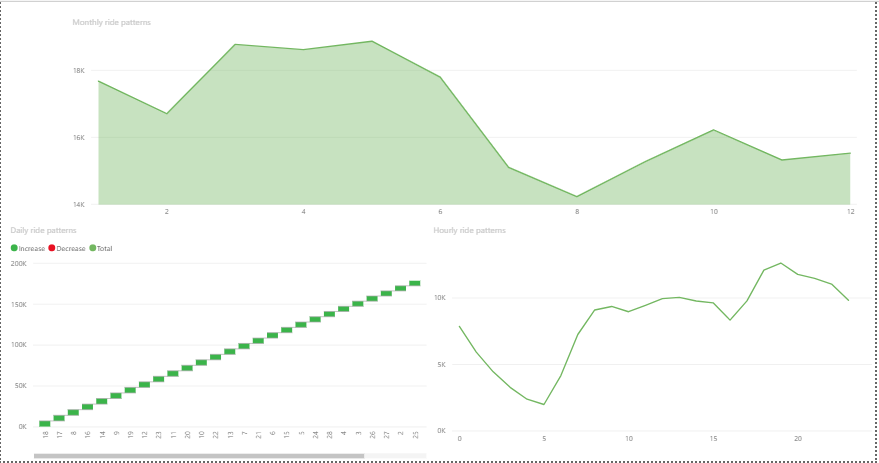 Monthly ride patterns
18K
16K
14K
2 4 6 8 10 12
Daily ride patterns
Increase Decrease Total
200K
150K
100K
50K
0K
18 17 8 16 14 9 19 12 23 11 20 10 22 13 7 21 6 15 5 24 28 4 3 26 27 2 25
Hourly ride patterns
10K
5K
0K
0 5 10 15 20